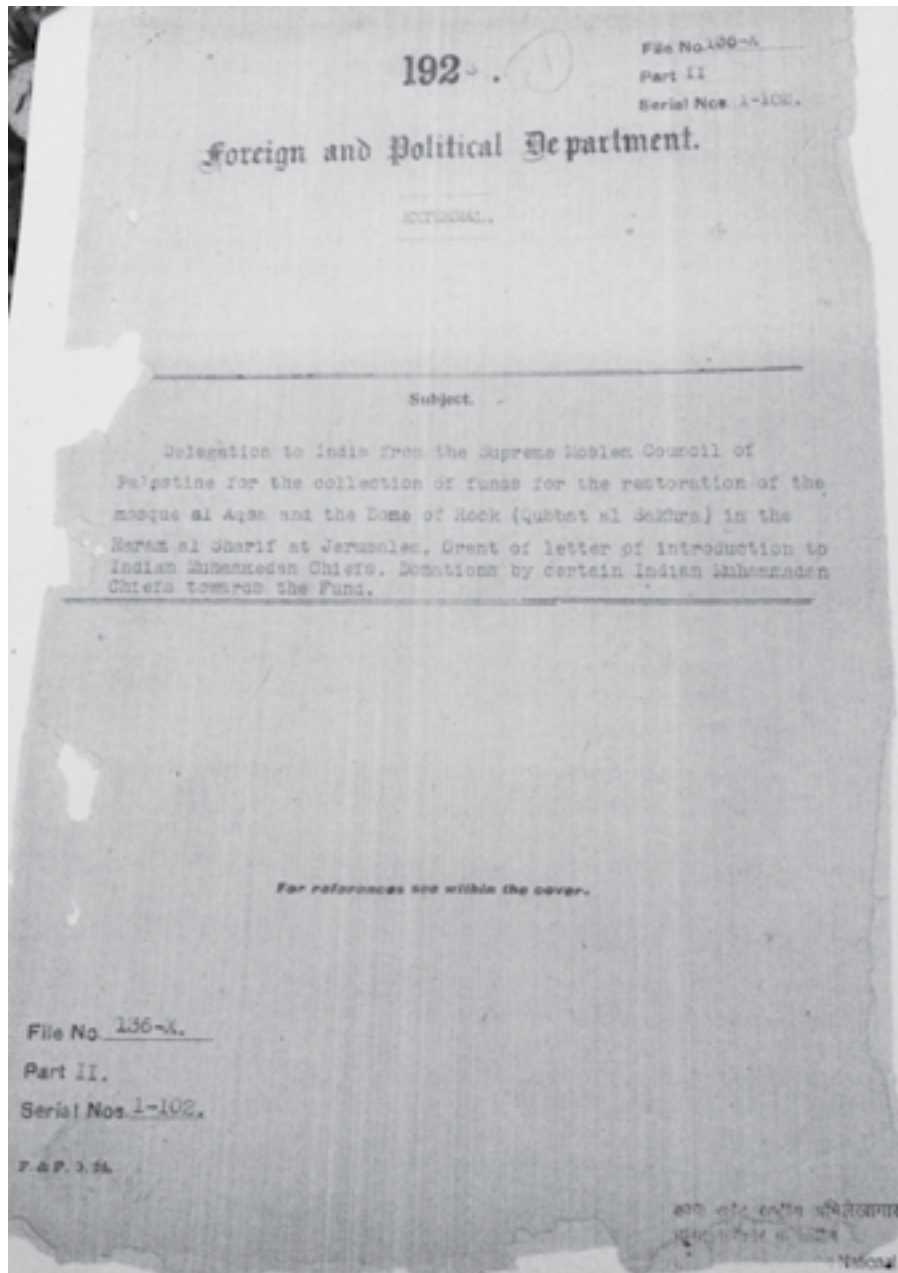 File No. 136-X
192 .
Part II
Serial Nos. 1-102.
Foreign and Political Department.
EXTERNAL.
Subject.
Delegation to India from the Supreme Moslem Council of
Palestine for the collection of funds for the restoration of the
mosque al Aqsa and the Dome of Rock (Qubbat al Sakhra) in the
Haram al Sharif at Jerusalem. Grant of letter of introduction to
Indian Muhammedan Chiefs. Donations by certain Indian Muhammadan
Chiefs towards the Fund.
For references see within the cover.
File No. 136-X.
Part II.
Serial Nos. 1-102.
F. & P.
अभिलेखागार
National